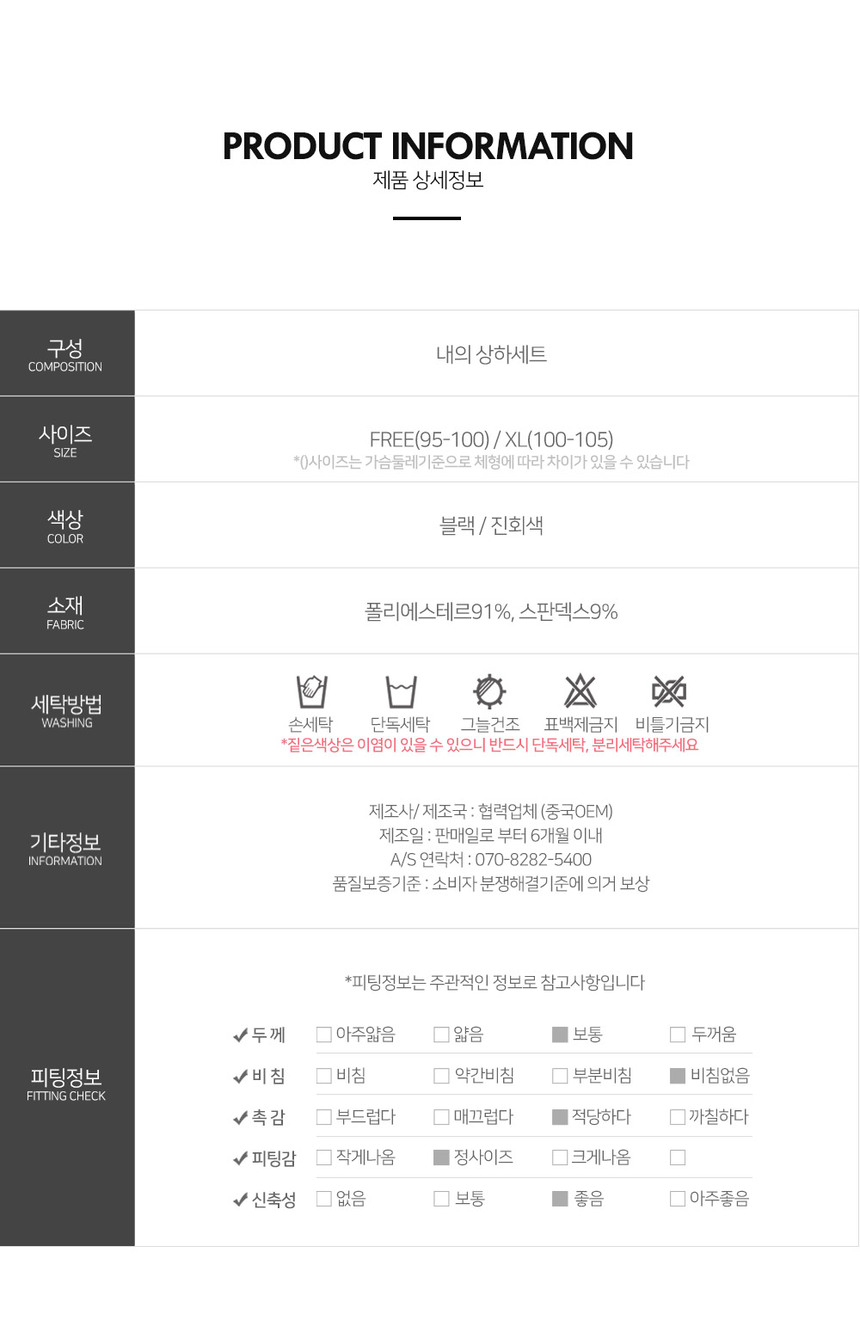 PRODUCT INFORMATION
제품 상세정보
구성
COMPOSITION
내의 상하세트
사이즈
SIZE
FREE(95-100) / XL(100-105)
*()사이즈는 가슴둘레기준으로 체형에 따라 차이가 있을 수 있습니다
색상
COLOR
블랙 / 진회색
소재
FABRIC
폴리에스테르91%, 스판덱스9%
세탁방법
WASHING
손세탁 단독세탁 그늘건조 표백제금지 비틀기금지
*짙은색상은 이염이 있을 수 있으니 반드시 단독세탁, 분리세탁해주세요
기타정보
INFORMATION
제조사/ 제조국 : 협력업체 (중국OEM)
제조일 : 판매일로 부터 6개월 이내
A/S 연락처 : 070-8282-5400
품질보증기준 : 소비자 분쟁해결기준에 의거 보상
피팅정보
FITTING CHECK
*피팅정보는 주관적인 정보로 참고사항입니다
두께 아주얇음 얇음 보통 두꺼움
비침 비침 약간비침 부분비침 비침없음
촉감 부드럽다 매끄럽다 적당하다 까칠하다
피팅감 작게나옴 정사이즈 크게나옴
신축성 없음 보통 좋음 아주좋음